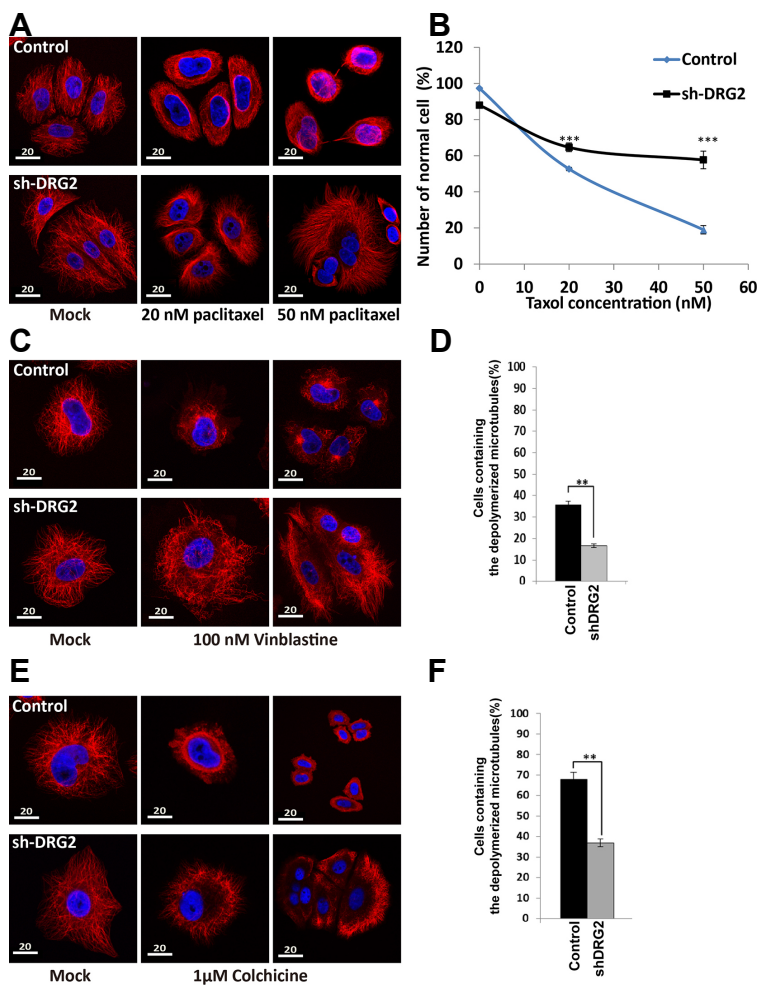 A
Control
20 20 20
sh-DRG2
20 20 20
Mock 20 nM paclitaxel 50 nM paclitaxel
B
Number of normal cell (%)
120
100
80
60
40
20
0
0 10 20 30 40 50 60
Taxol concentration (nM)
Control
sh-DRG2
***
***
C
Control
20 20 20
sh-DRG2
20 20 20
Mock 100 nM Vinblastine
D
Cells containing
the depolymerized microtubules(%)
100
90
80
70
60
50
40
30
20
10
0
**
Control
shDRG2
E
Control
20 20 20
sh-DRG2
20 20 20
Mock 1μM Colchicine
F
Cells containing
the depolymerized microtubules(%)
100
90
80
70
60
50
40
30
20
10
0
**
Control
shDRG2